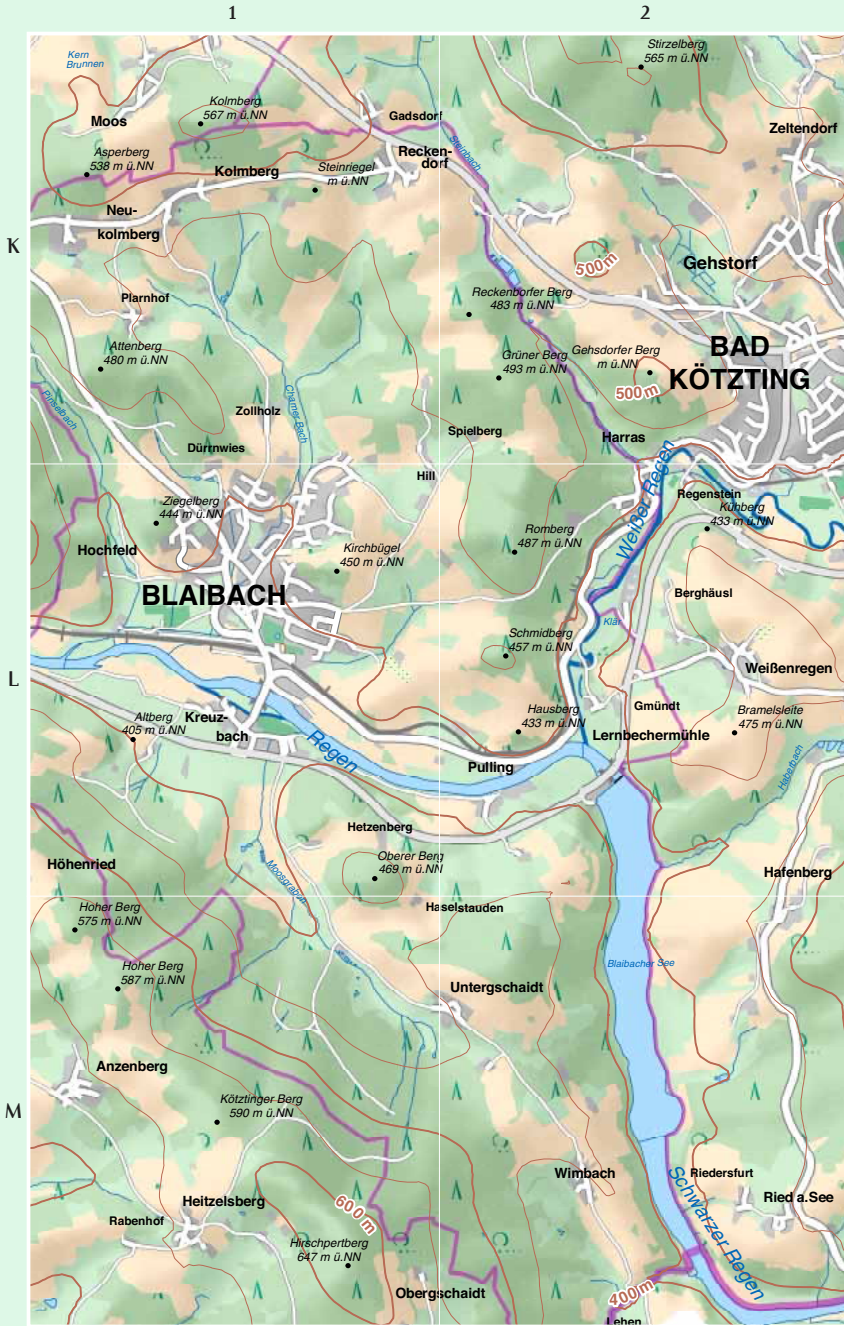 1
2
Kern
Brunnen
Stirzelberg
565 m ü.NN
Moos
Kolmberg
567 m ü.NN
Gadsdorf
Zeltendorf
Steinbach
Asperberg
538 m ü.NN
Kolmberg
Steinriegel
m ü.NN
Recken-
dorf
Neu-
kolmberg
K
500 m
Gehstorf
Plarnhof
Reckenborfer Berg
483 m ü.NN
Attenberg
480 m ü.NN
Grüner Berg
493 m ü.NN
Gehsdorfer Berg
m ü.NN
500 m
BAD
KÖTZTING
Pinselbach
Zollholz
Chamer Bach
Spielberg
Harras
Dürrnwies
Hill
Weißer Regen
Regenstein
Kühberg
433 m ü.NN
Ziegelberg
444 m ü.NN
Hochfeld
Romberg
487 m ü.NN
Kirchbügel
450 m ü.NN
BLAIBACH
Berghäusl
Klär
Schmidberg
457 m ü.NN
Weißenregen
L
Altberg
405 m ü.NN
Kreuz-
bach
Regen
Hausberg
433 m ü.NN
Gmündt
Bramelsleite
475 m ü.NN
Lernbechermühle
Pulling
Haberbach
Hetzenberg
Höhenried
Oberer Berg
469 m ü.NN
Moosgraben
Hafenberg
Hoher Berg
575 m ü.NN
Haselstauden
Hoher Berg
587 m ü.NN
Blaibacher See
Untergschaidt
Anzenberg
M
Kötztinger Berg
590 m ü.NN
Wimbach
Riedersfurt
Schwarzer Regen
Ried a.See
Heitzelsberg
600 m
Rabenhof
Hirschpertberg
647 m ü.NN
Obergschaidt
400 m
Lehen